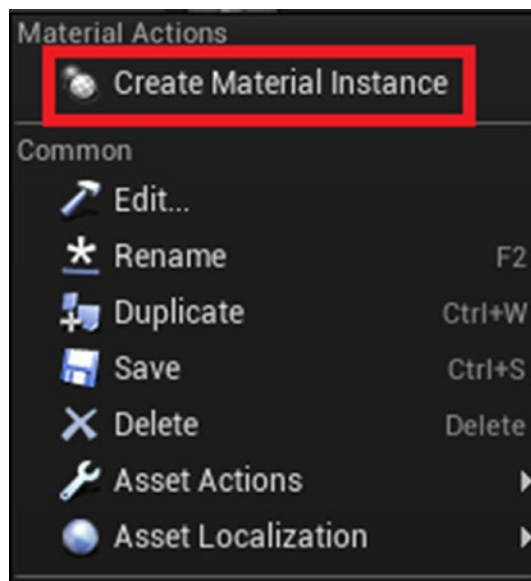 Material Actions
Create Material Instance
Common
Edit...
Rename F2
Duplicate Ctrl+W
Save Ctrl+S
Delete Delete
Asset Actions
Asset Localization